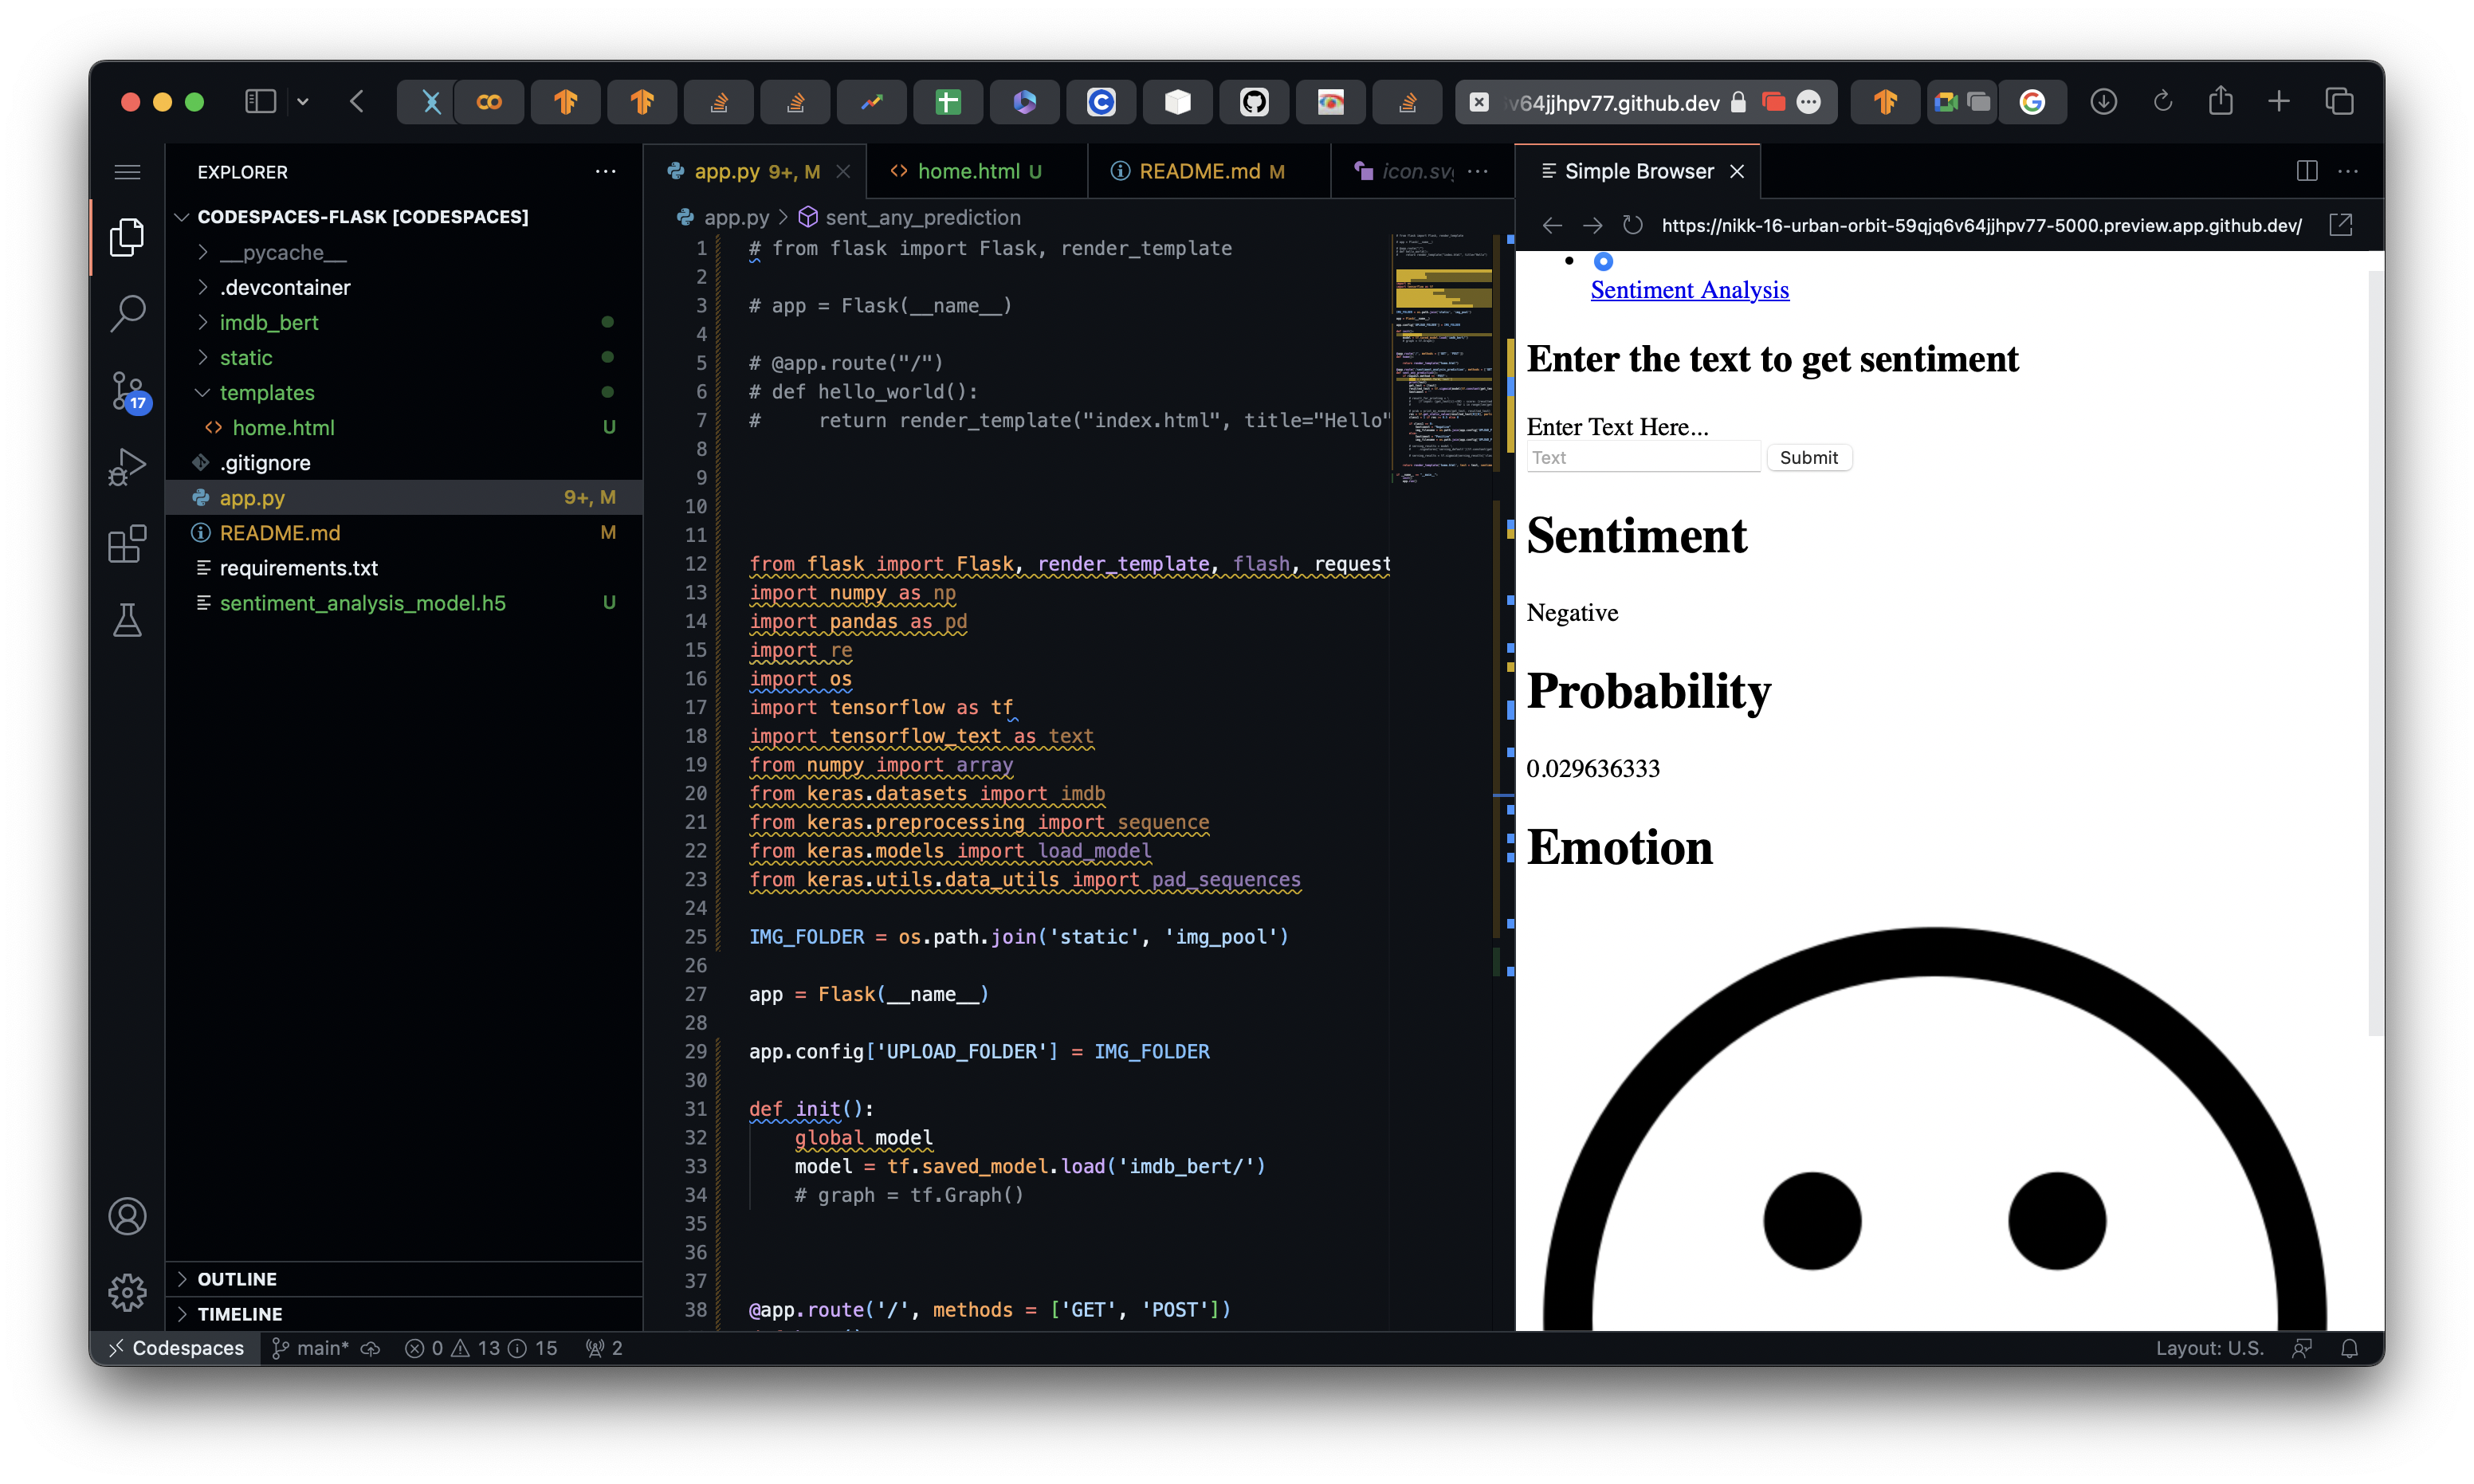 v64jjhpv77.github.dev
EXPLORER
CODESPACES-FLASK [CODESPACES]
__pycache__
.devcontainer
imdb_bert
static
templates
home.html U
.gitignore
app.py 9+, M
README.md M
requirements.txt
sentiment_analysis_model.h5 U
17
OUTLINE
TIMELINE
app.py 9+, M
home.html U
README.md M
icon.sv
app.py > sent_any_prediction
1 # from flask import Flask, render_template
2
3 # app = Flask(__name__)
4
5 # @app.route("/")
6 # def hello_world():
7 #     return render_template("index.html", title="Hello"
8
9
10
11
12 from flask import Flask, render_template, flash, request
13 import numpy as np
14 import pandas as pd
15 import re
16 import os
17 import tensorflow as tf
18 import tensorflow_text as text
19 from numpy import array
20 from keras.datasets import imdb
21 from keras.preprocessing import sequence
22 from keras.models import load_model
23 from keras.utils.data_utils import pad_sequences
24
25 IMG_FOLDER = os.path.join('static', 'img_pool')
26
27 app = Flask(__name__)
28
29 app.config['UPLOAD_FOLDER'] = IMG_FOLDER
30
31 def init():
32     global model
33     model = tf.saved_model.load('imdb_bert/')
34     # graph = tf.Graph()
35
36
37
38 @app.route('/', methods = ['GET', 'POST'])
Simple Browser
https://nikk-16-urban-orbit-59qjq6v64jjhpv77-5000.preview.app.github.dev/
Sentiment Analysis
Enter the text to get sentiment
Enter Text Here...
Text
Submit
Sentiment
Negative
Probability
0.029636333
Emotion
Codespaces
main*
0 13 15
2
Layout: U.S.